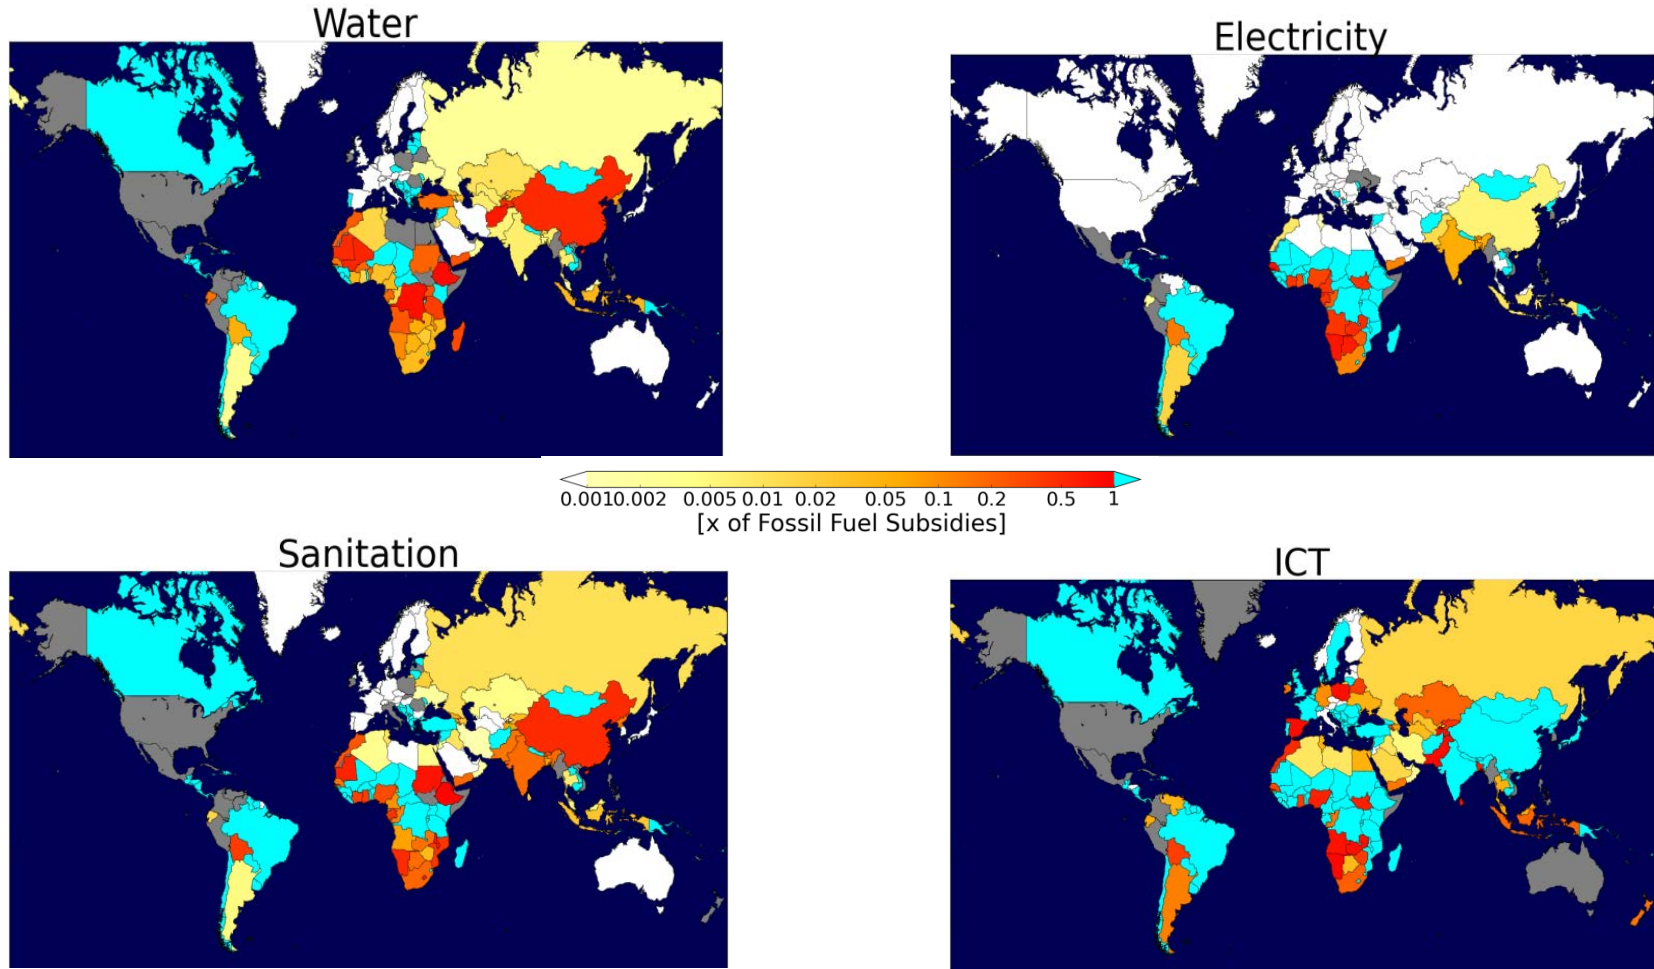 Water
Electricity
0.0010.002 0.005 0.01 0.02 0.05 0.1 0.2 0.5 1
[x of Fossil Fuel Subsidies]
Sanitation
ICT